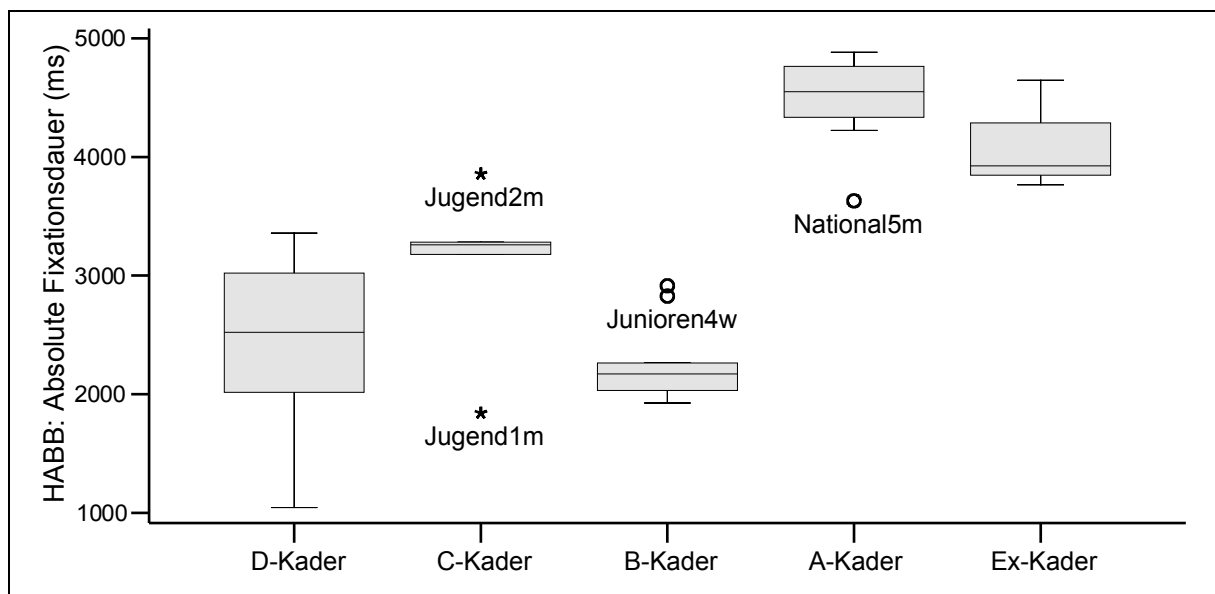 HABB: Absolute Fixationsdauer (ms)
5000
4000
3000
2000
1000
Jugend2m
Jugend1m
Junioren4w
National5m
D-Kader
C-Kader
B-Kader
A-Kader
Ex-Kader